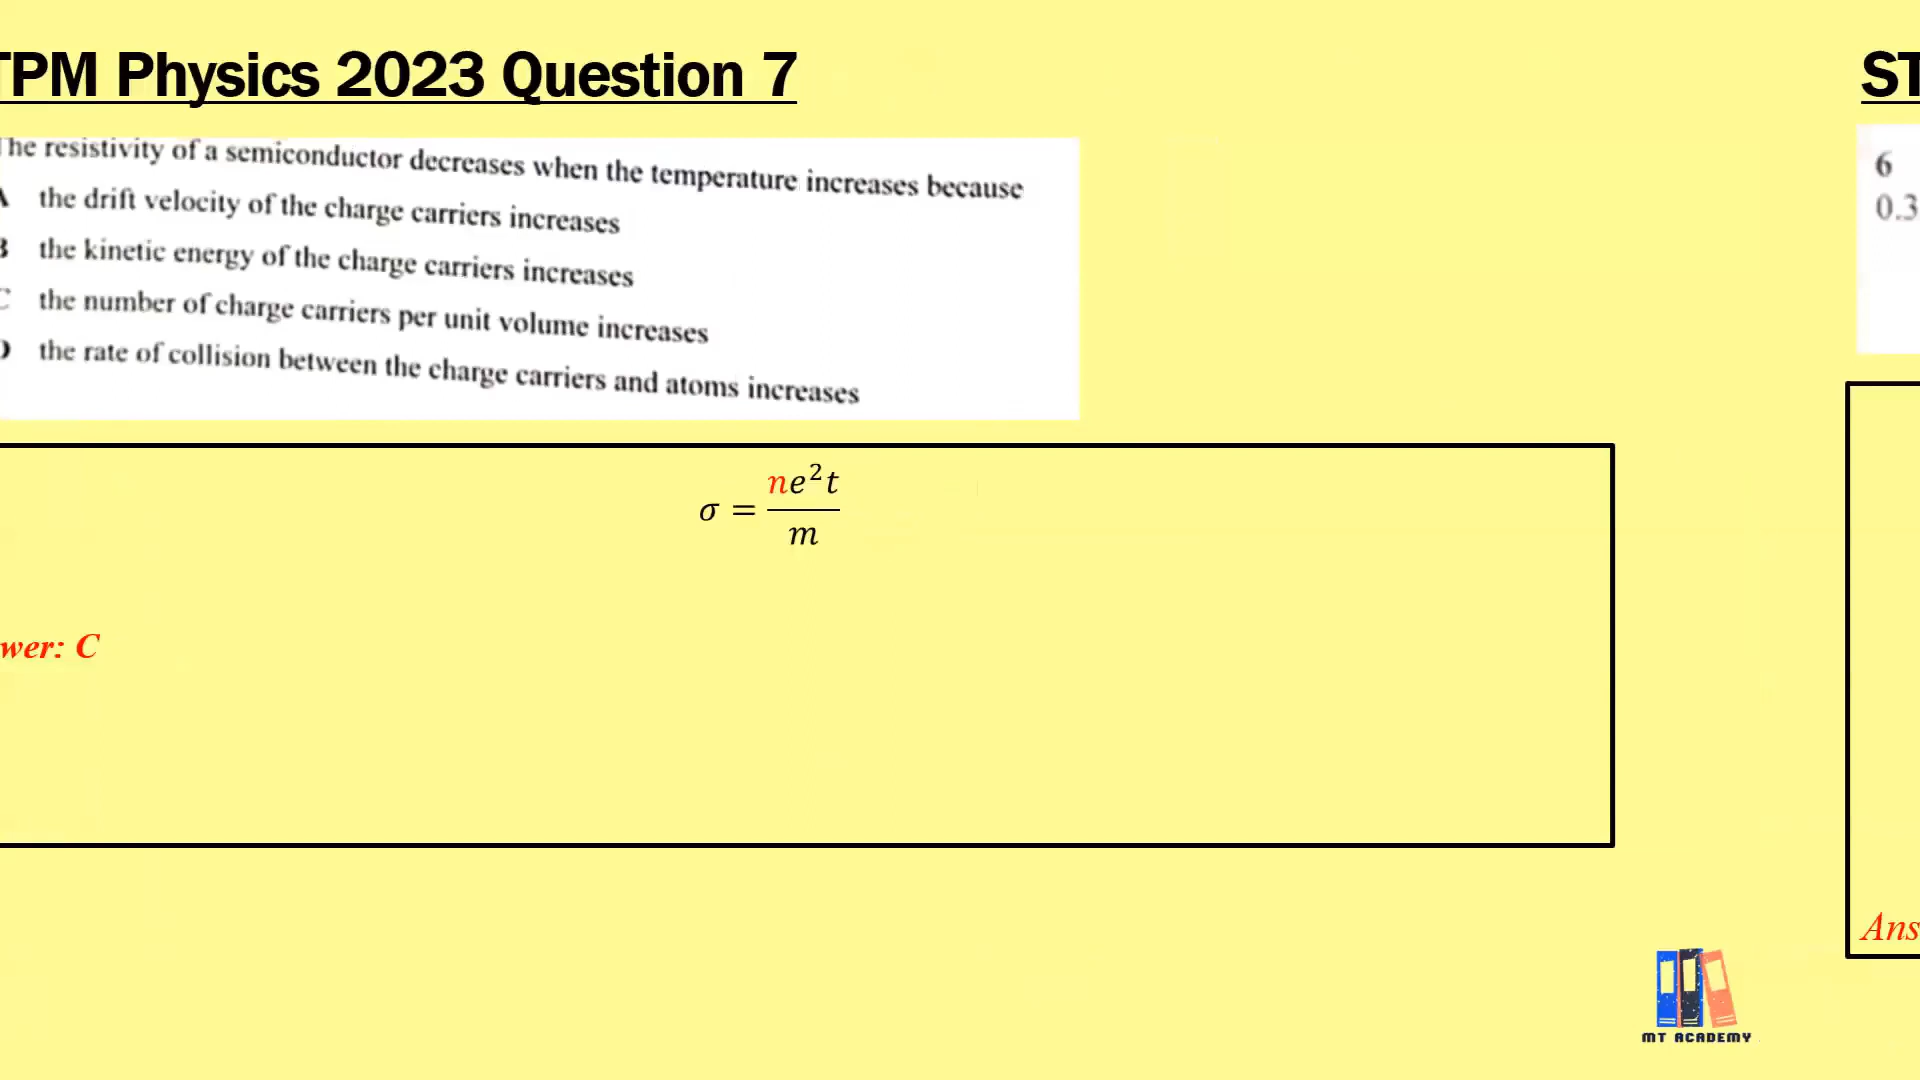 TPM Physics 2023 Question 7
ST
The resistivity of a semiconductor decreases when the temperature increases because
A the drift velocity of the charge carriers increases
B the kinetic energy of the charge carriers increases
C the number of charge carriers per unit volume increases
D the rate of collision between the charge carriers and atoms increases
6
0.3
σ = ne²t / m
wer: C
Ans
MT ACADEMY